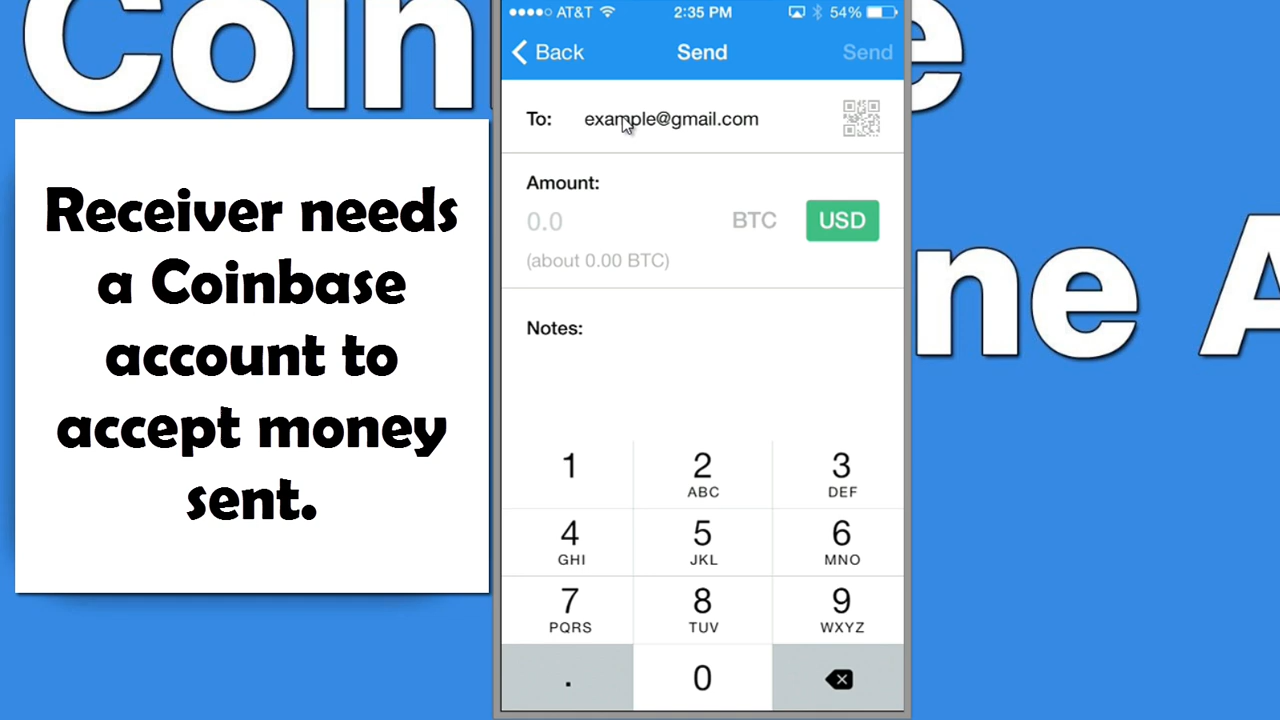 Coin
e
ne A
Receiver needs
a Coinbase
account to
accept money
sent.
AT&T 2:35 PM 54%
Back Send Send
To: example@gmail.com
Amount:
0.0 BTC USD
(about 0.00 BTC)
Notes:
1 2 3
ABC DEF
4 5 6
GHI JKL MNO
7 8 9
PQRS TUV WXYZ
. 0